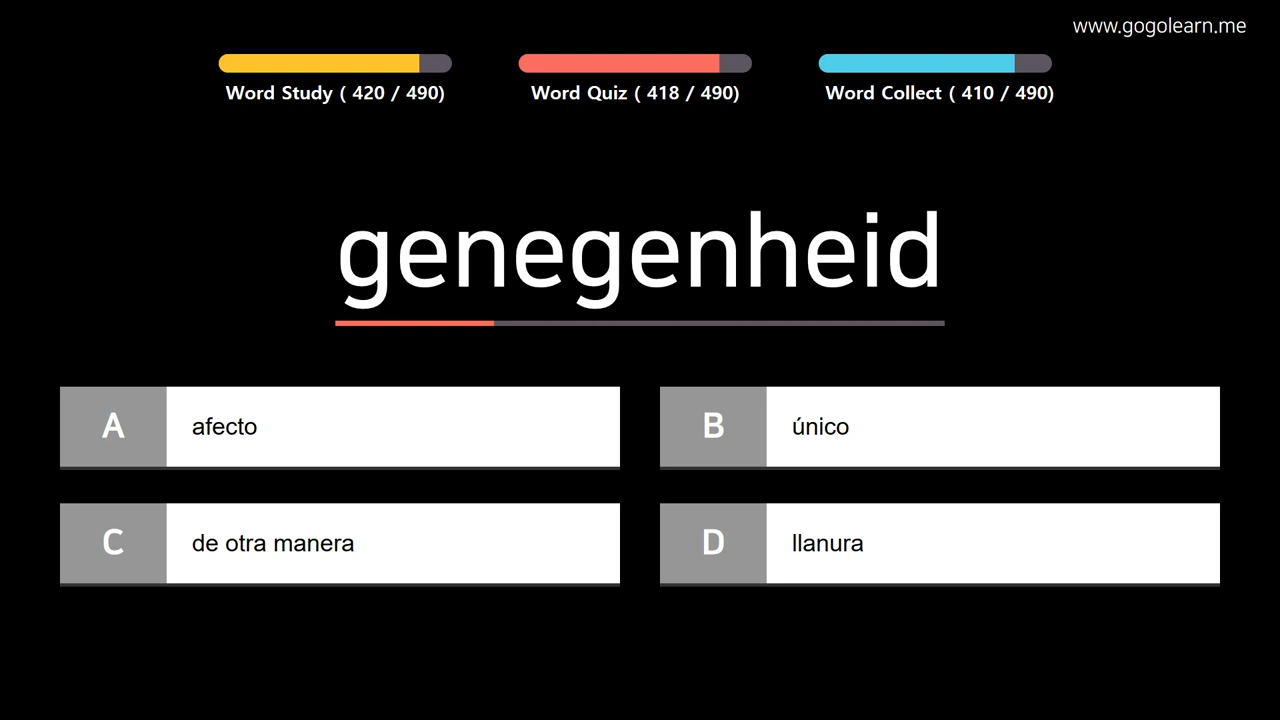 www.gogolearn.me
Word Study ( 420 / 490)
Word Quiz ( 418 / 490)
Word Collect ( 410 / 490)
genegenheid
A afecto
B único
C de otra manera
D llanura